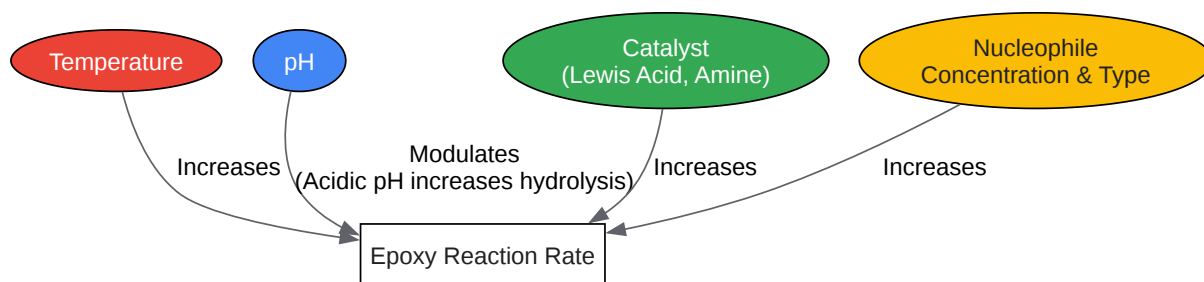 Temperature
pH
Catalyst
(Lewis Acid, Amine)
Nucleophile
Concentration & Type
Increases
Modulates
(Acidic pH increases hydrolysis)
Increases
Increases
Epoxy Reaction Rate